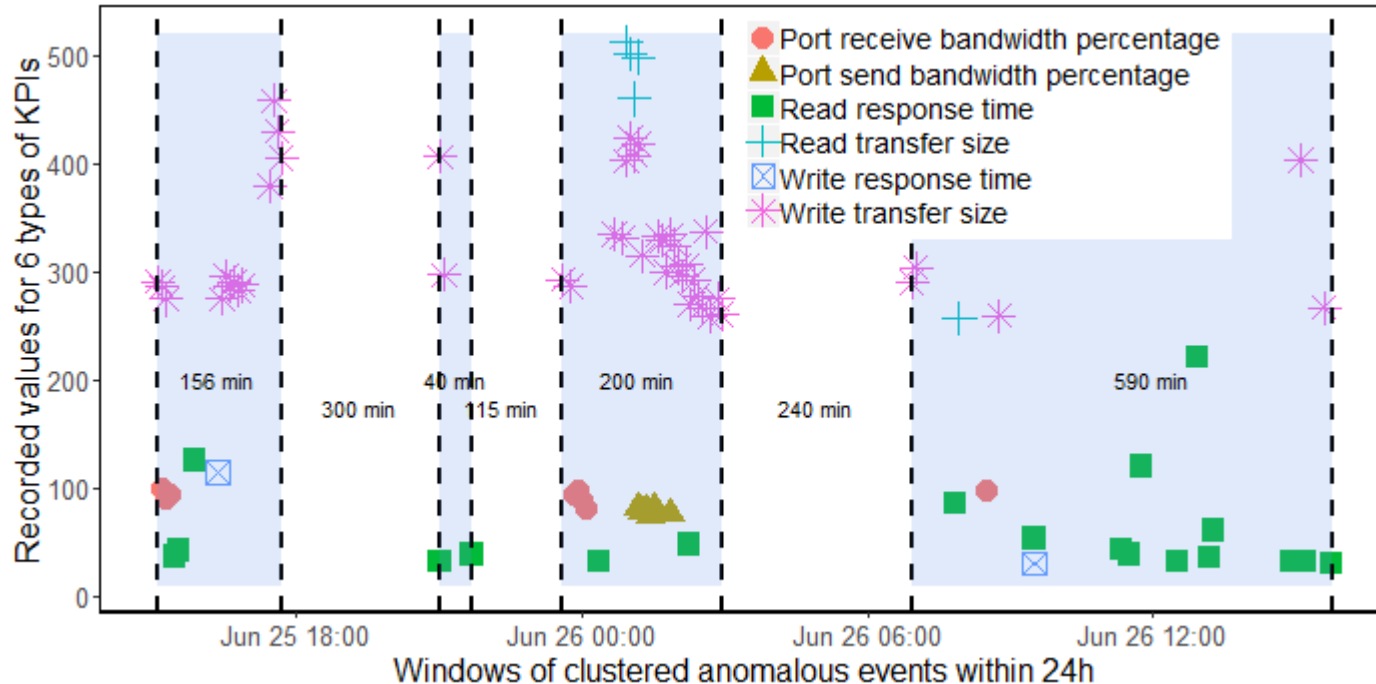 Recorded values for 6 types of KPIs
500
400
300
200
100
0
Port receive bandwidth percentage
Port send bandwidth percentage
Read response time
Read transfer size
Write response time
Write transfer size
156 min
40 min
200 min
590 min
300 min
115 min
240 min
Jun 25 18:00
Jun 26 00:00
Jun 26 06:00
Jun 26 12:00
Windows of clustered anomalous events within 24h